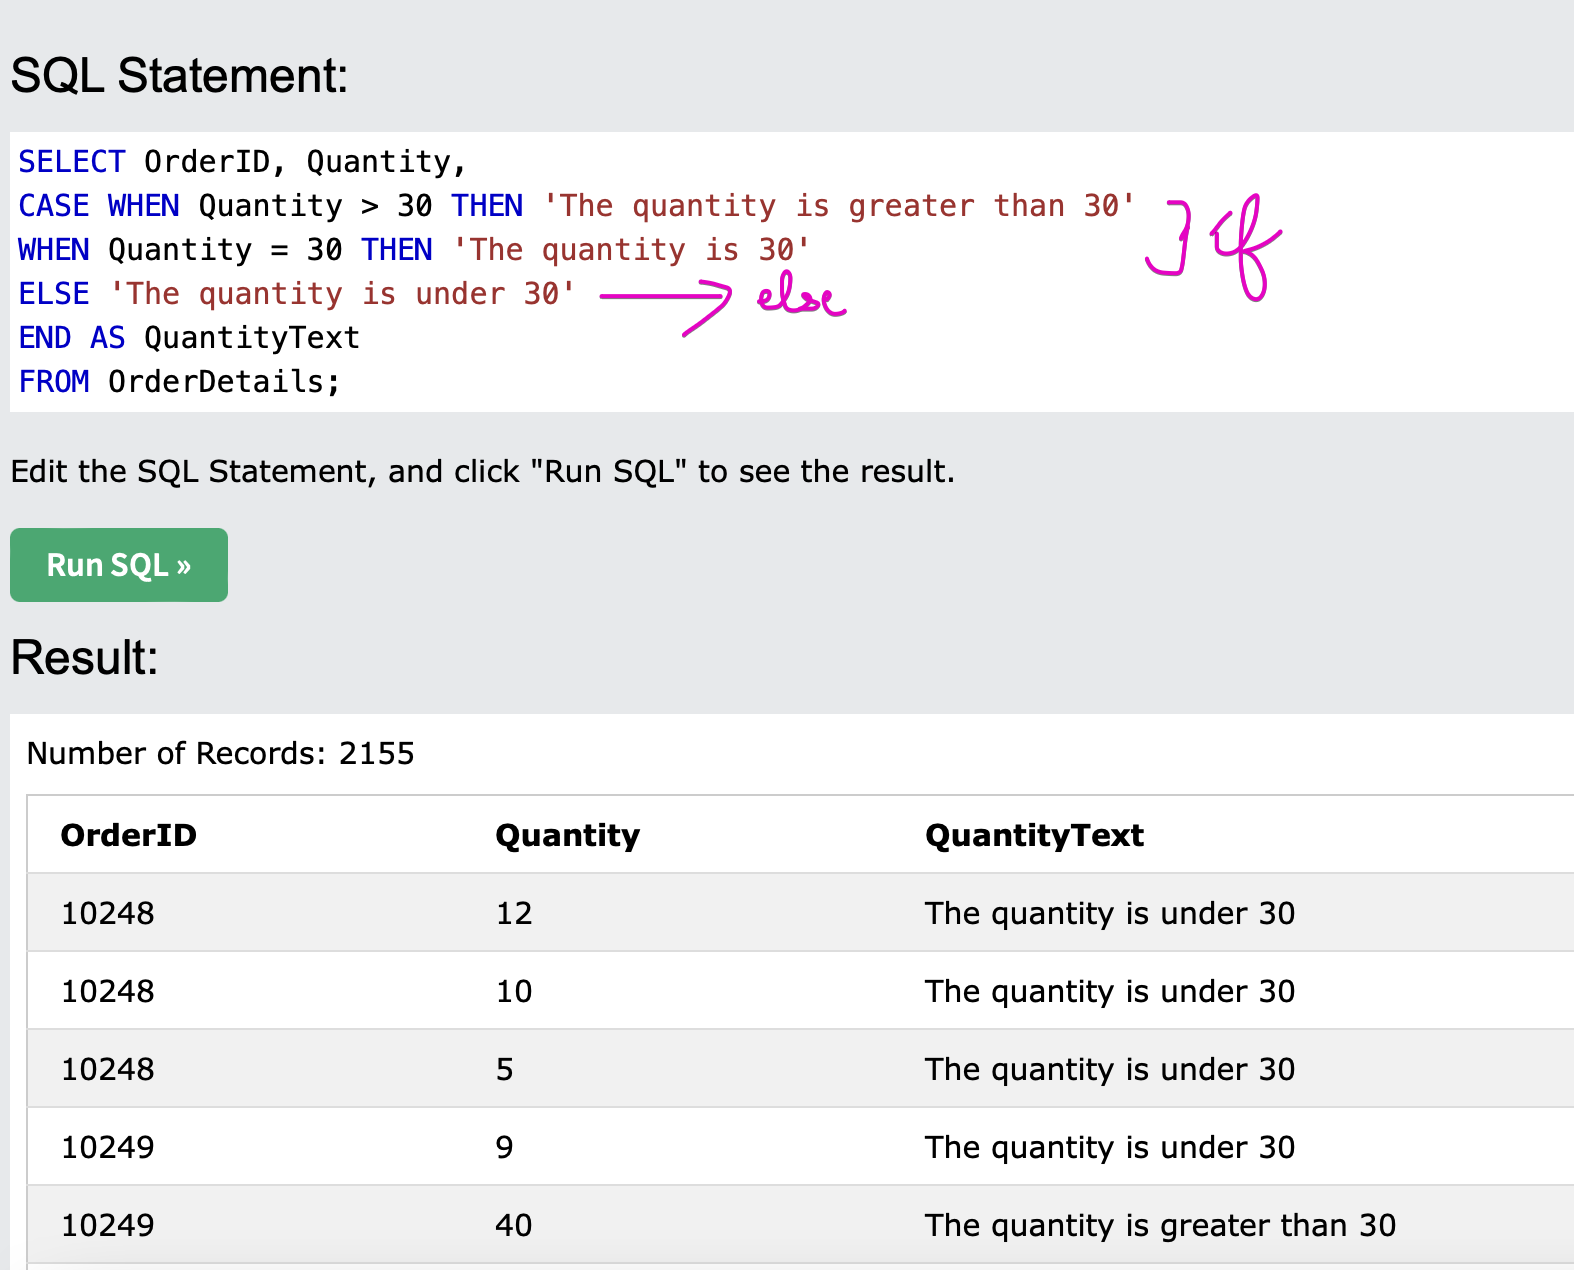 SQL Statement:
SELECT OrderID, Quantity,
CASE WHEN Quantity > 30 THEN 'The quantity is greater than 30'
WHEN Quantity = 30 THEN 'The quantity is 30'
if
ELSE 'The quantity is under 30'
else
END AS QuantityText
FROM OrderDetails;
Edit the SQL Statement, and click "Run SQL" to see the result.
Run SQL »
Result:
Number of Records: 2155
OrderID Quantity QuantityText
10248 12 The quantity is under 30
10248 10 The quantity is under 30
10248 5 The quantity is under 30
10249 9 The quantity is under 30
10249 40 The quantity is greater than 30